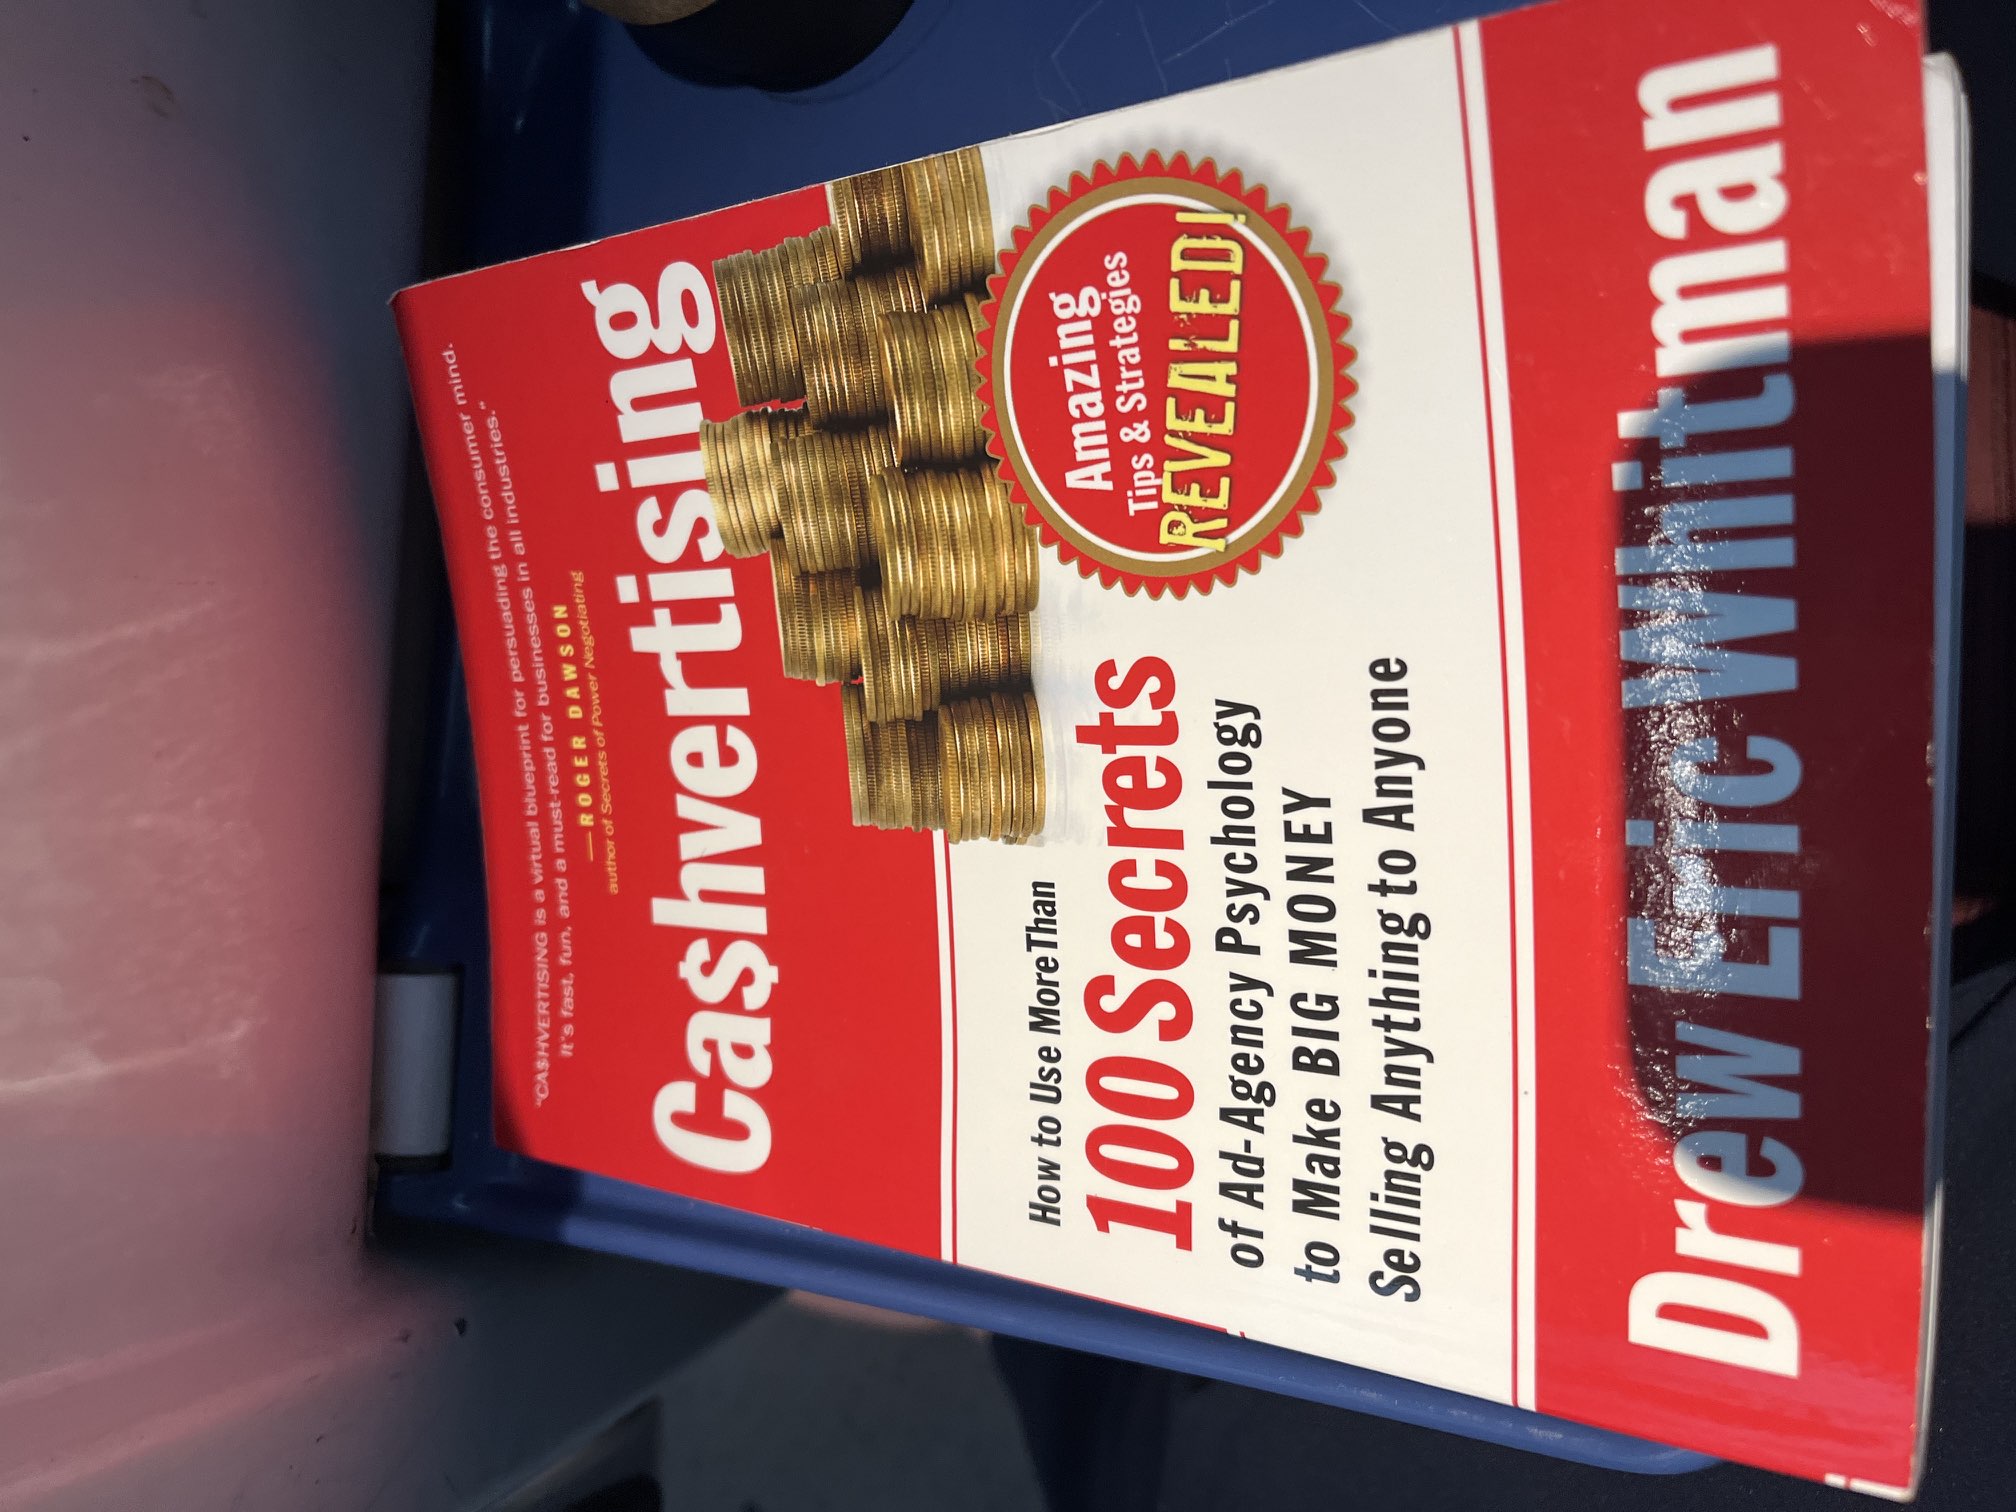 "CA$HVERTISING is a virtual blueprint for persuading the consumer mind.
It's fast, fun, and a must-read for businesses in all industries."
—ROGER DAWSON
author of Secrets of Power Negotiating
Ca$hvertising
How to Use More Than
100 Secrets
of Ad-Agency Psychology
to Make BIG MONEY
Selling Anything to Anyone
Amazing
Tips & Strategies
REVEALED!
Drew Eric Whitman